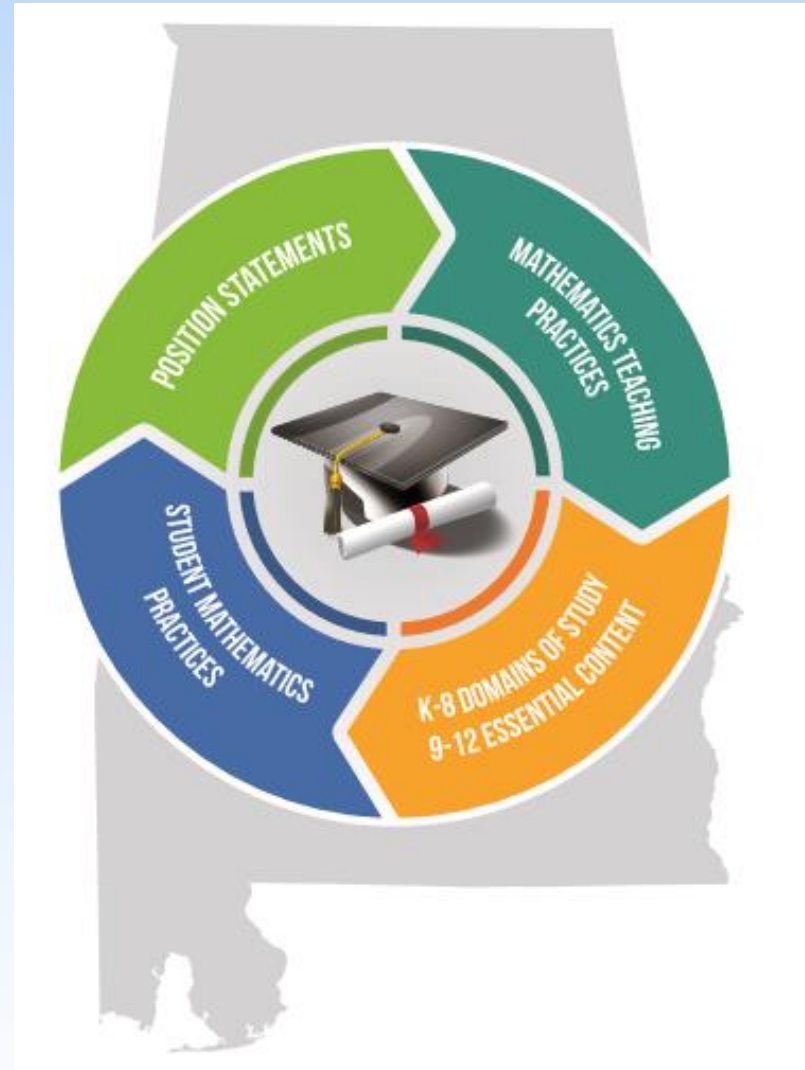 POSITION STATEMENTS
MATHEMATICS TEACHING
PRACTICES
K-8 DOMAINS OF STUDY
9-12 ESSENTIAL CONTENT
STUDENT MATHEMATICS
PRACTICES